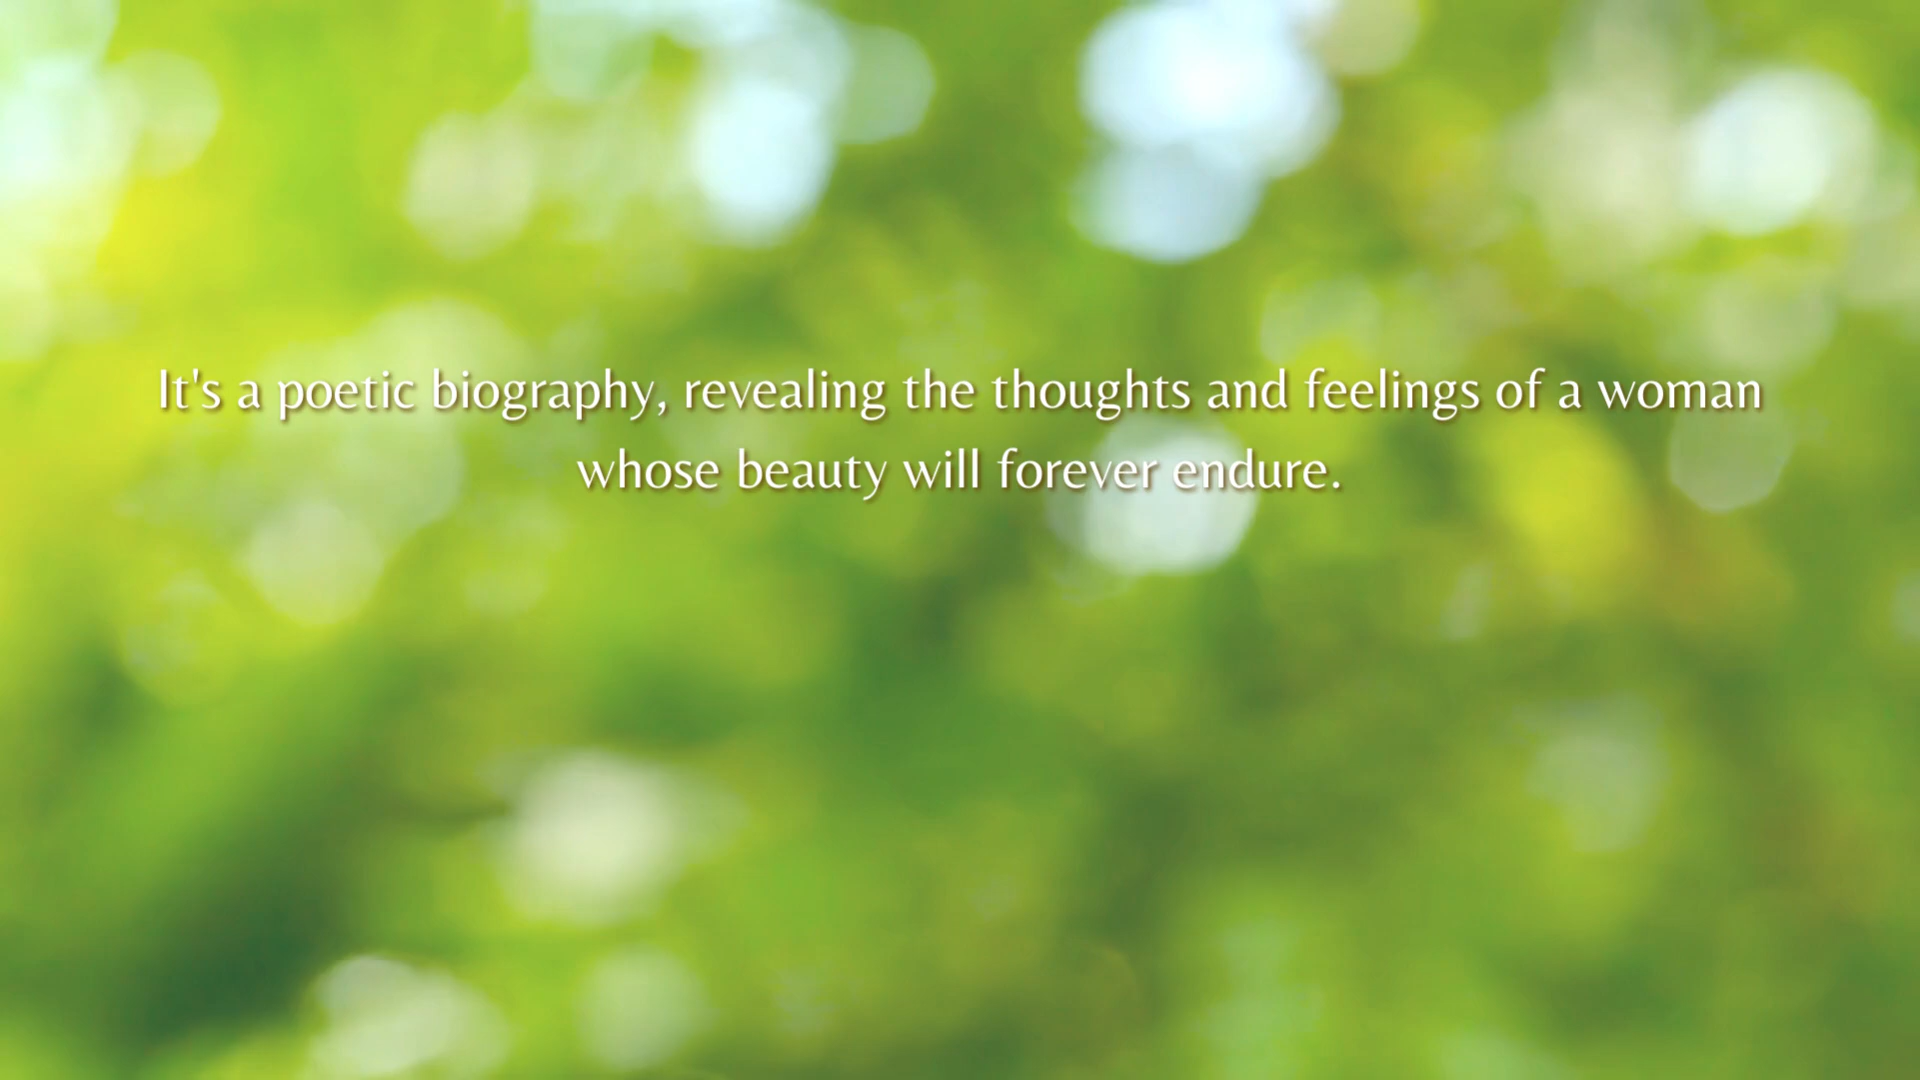 It's a poetic biography, revealing the thoughts and feelings of a woman
whose beauty will forever endure.